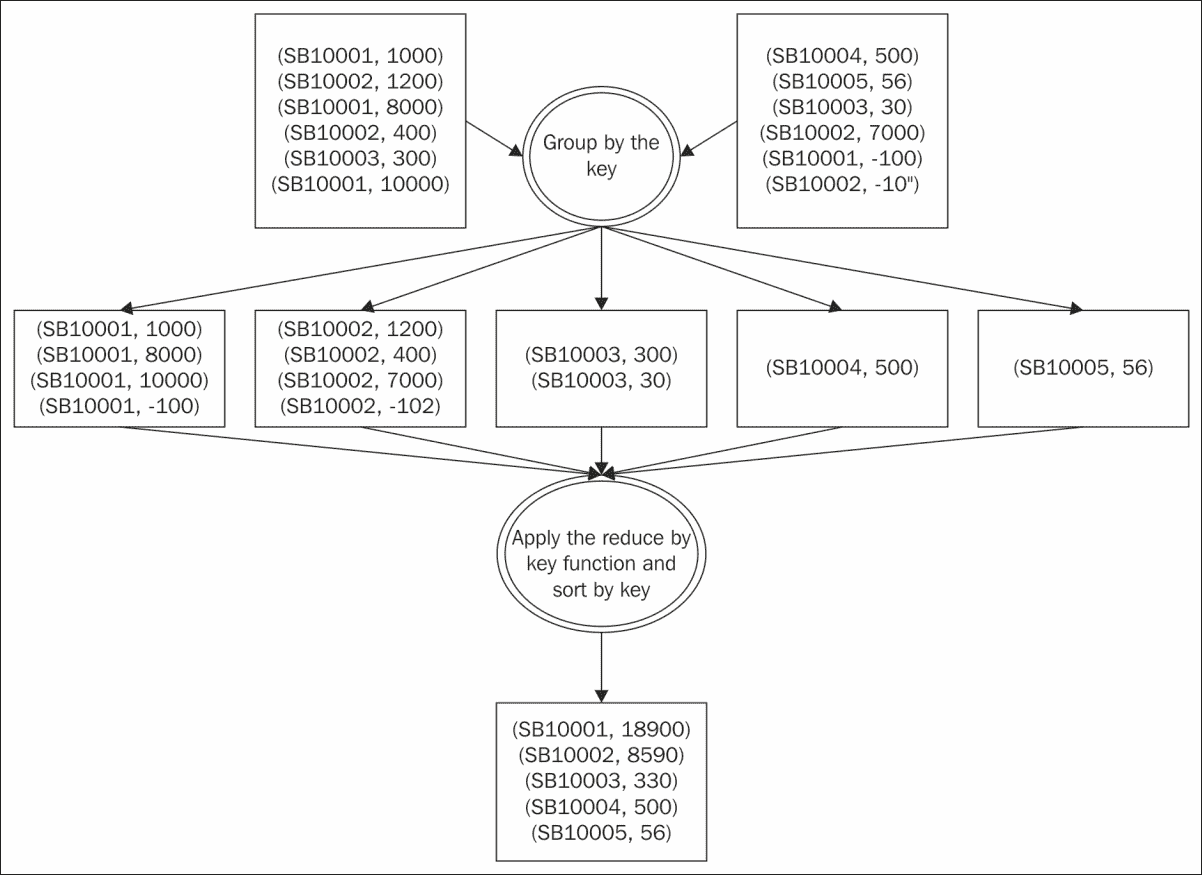 (SB10001, 1000)
(SB10002, 1200)
(SB10001, 8000)
(SB10002, 400)
(SB10003, 300)
(SB10001, 10000)
Group by the
key
(SB10004, 500)
(SB10005, 56)
(SB10003, 30)
(SB10002, 7000)
(SB10001, -100)
(SB10002, -10")
(SB10001, 1000)
(SB10001, 8000)
(SB10001, 10000)
(SB10001, -100)
(SB10002, 1200)
(SB10002, 400)
(SB10002, 7000)
(SB10002, -102)
(SB10003, 300)
(SB10003, 30)
(SB10004, 500)
(SB10005, 56)
Apply the reduce by
key function and
sort by key
(SB10001, 18900)
(SB10002, 8590)
(SB10003, 330)
(SB10004, 500)
(SB10005, 56)